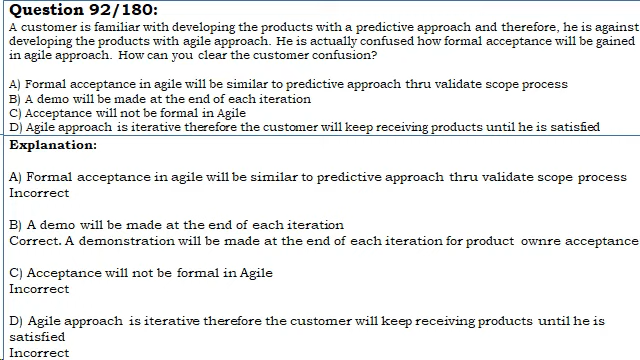 Question 92/180:
A customer is familiar with developing the products with a predictive approach and therefore, he is against
developing the products with agile approach. He is actually confused how formal acceptance will be gained
in agile approach. How can you clear the customer confusion?
A) Formal acceptance in agile will be similar to predictive approach thru validate scope process
B) A demo will be made at the end of each iteration
C) Acceptance will not be formal in Agile
D) Agile approach is iterative therefore the customer will keep receiving products until he is satisfied
Explanation:
A) Formal acceptance in agile will be similar to predictive approach thru validate scope process
Incorrect
B) A demo will be made at the end of each iteration
Correct. A demonstration will be made at the end of each iteration for product ownre acceptance
C) Acceptance will not be formal in Agile
Incorrect
D) Agile approach is iterative therefore the customer will keep receiving products until he is
satisfied
Incorrect